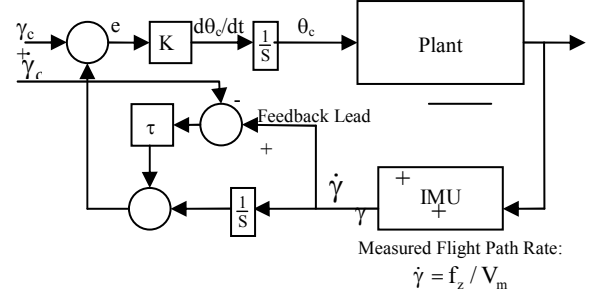 γc e K dθc/dt 1/S θc Plant
+
γ̇c
-
Feedback Lead
τ
+
γ̇
1/S
γ
+
IMU
+
Measured Flight Path Rate:
γ̇ = fz / Vm